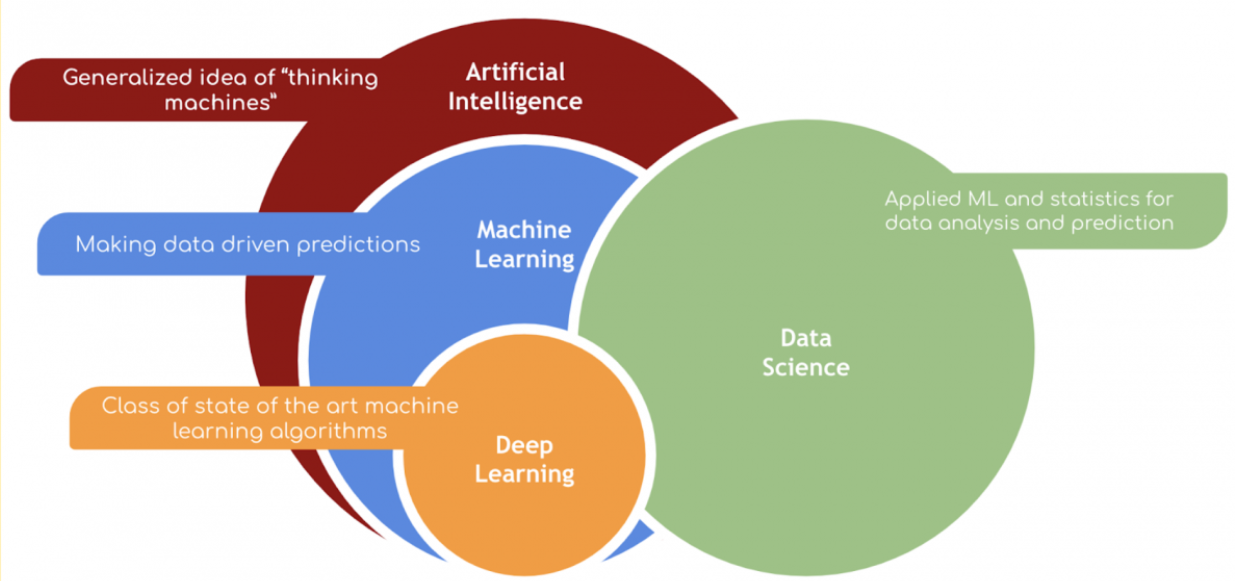 Artificial
Intelligence
Generalized idea of “thinking
machines”
Applied ML and statistics for
data analysis and prediction
Machine
Learning
Making data driven predictions
Data
Science
Class of state of the art machine
learning algorithms
Deep
Learning